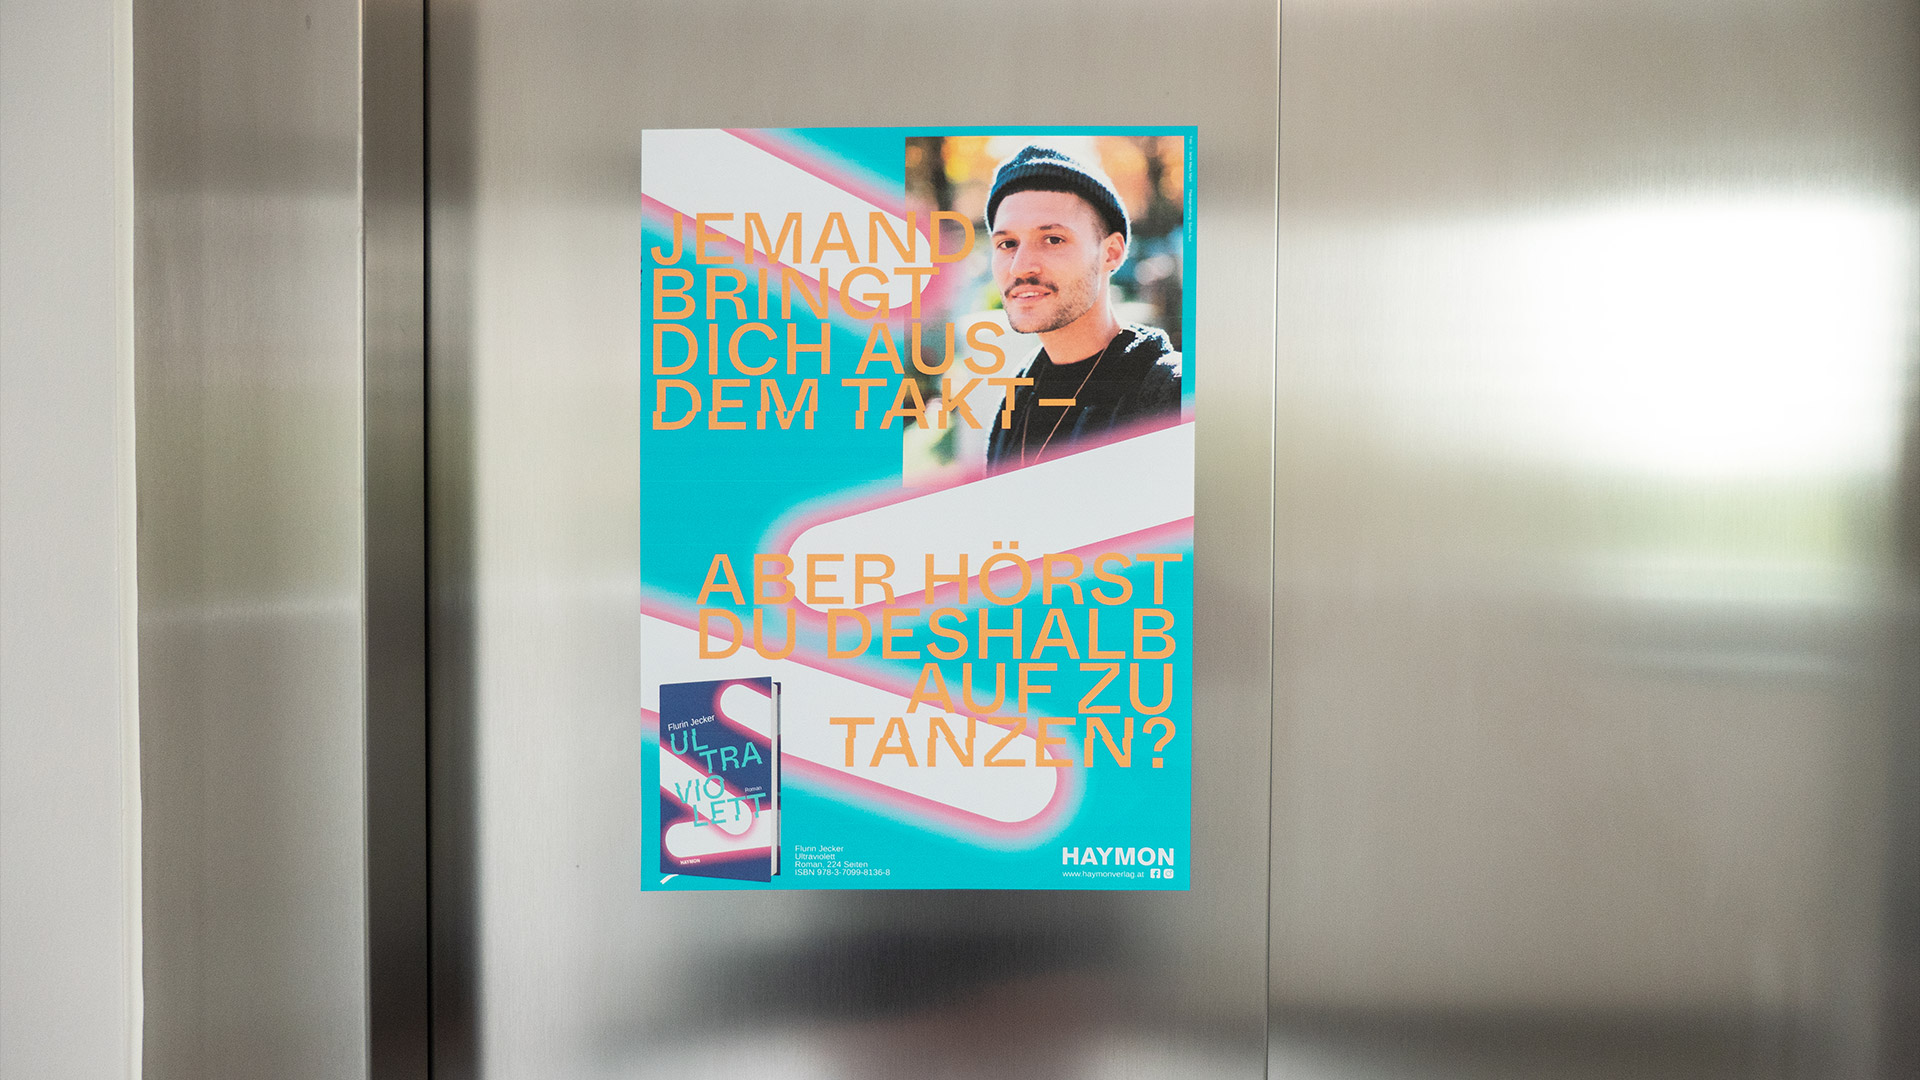 JEMAND
BRINGT
DICH AUS
DEM TAKT–
ABER HÖRST
DU DESHALB
AUF ZU
TANZEN?
Flurin Jecker
UL
TRA
VIO
Roman
LETT
HAYMON
Flurin Jecker
Ultraviolett
Roman, 224 Seiten
ISBN 978-3-7099-8136-8
HAYMON
www.haymonverlag.at